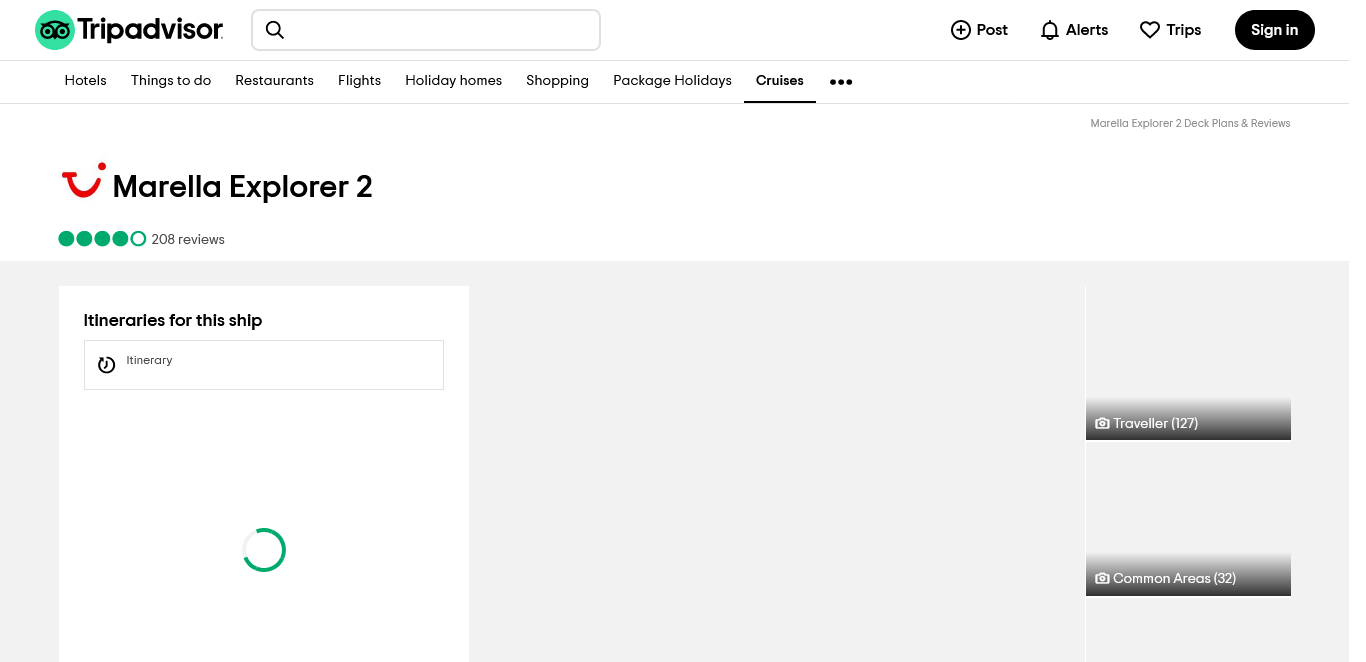 Tripadvisor
Post
Alerts
Trips
Sign in
Hotels
Things to do
Restaurants
Flights
Holiday homes
Shopping
Package Holidays
Cruises
Marella Explorer 2 Deck Plans & Reviews
Marella Explorer 2
208 reviews
Itineraries for this ship
Itinerary
Traveller (127)
Common Areas (32)